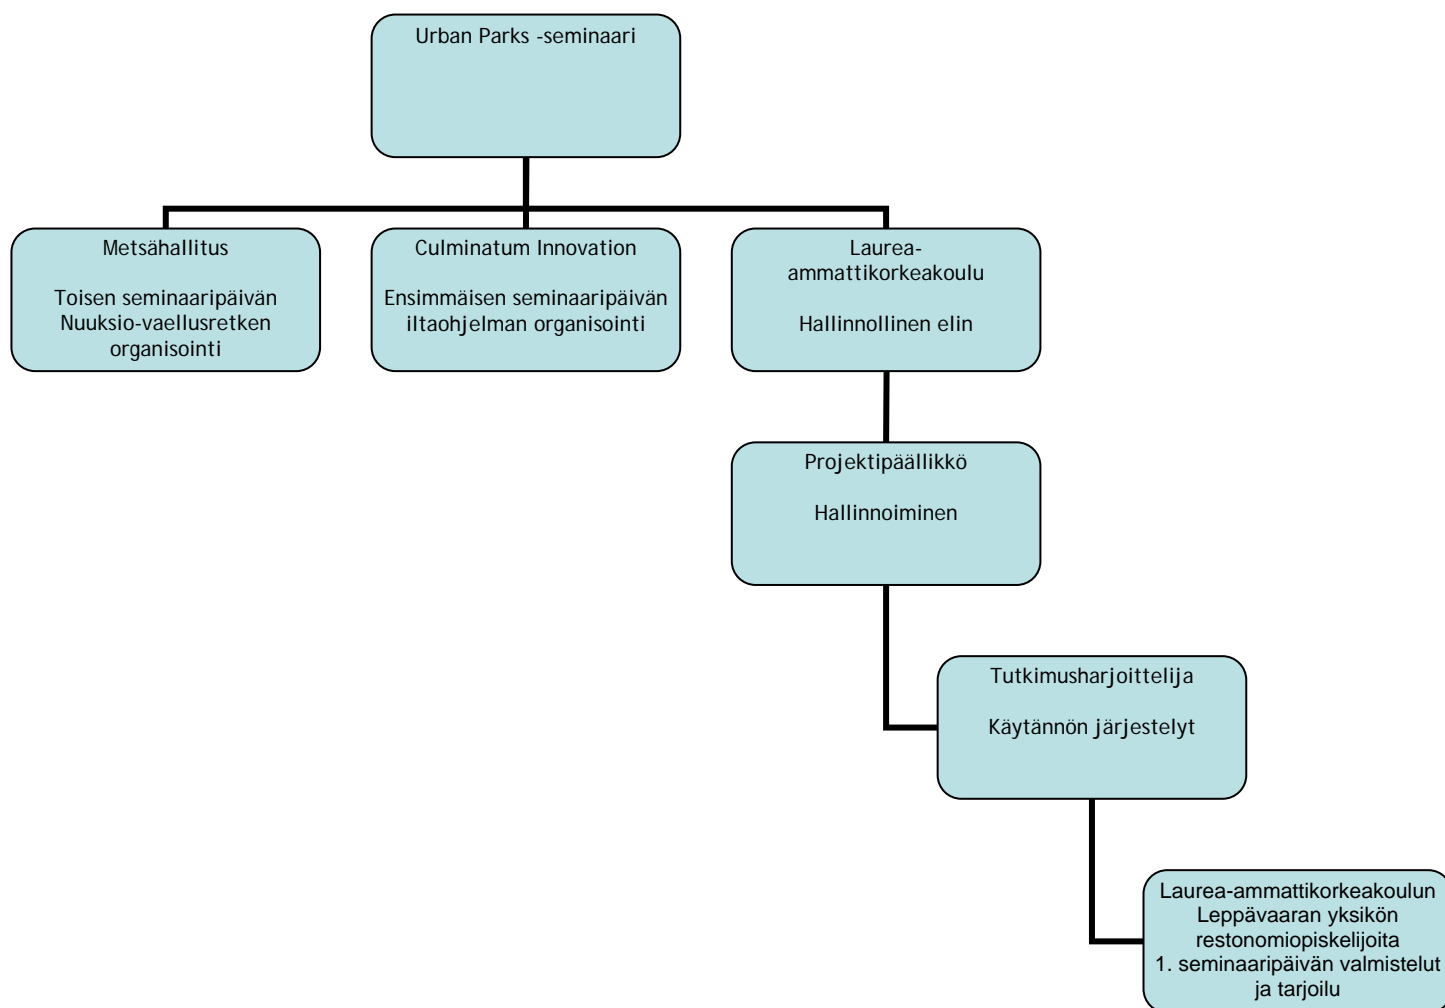 Urban Parks -seminaari
Metsähallitus
Toisen seminaaripäivän
Nuuksio-vaellusretken
organisointi
Culminatum Innovation
Ensimmäisen seminaaripäivän
iltaohjelman organisointi
Laurea-
ammattikorkeakoulu
Hallinnollinen elin
Projektipäällikkö
Hallinnoiminen
Tutkimusharjoittelija
Käytännön järjestelyt
Laurea-ammattikorkeakoulun
Leppävaaran yksikön
restonomiopiskelijoita
1. seminaaripäivän valmistelut
ja tarjoilu